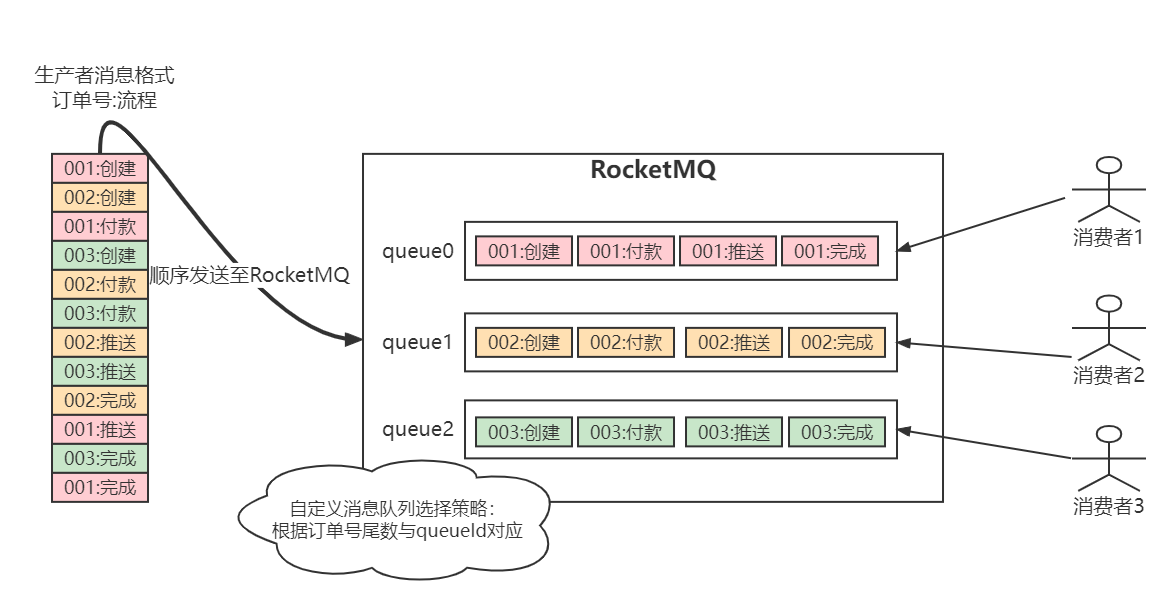 生产者消息格式
订单号:流程
001:创建
002:创建
001:付款
003:创建
002:付款
003:付款
002:推送
003:推送
002:完成
001:推送
003:完成
001:完成
顺序发送至RocketMQ
RocketMQ
queue0
001:创建 001:付款 001:推送 001:完成
queue1
002:创建 002:付款 002:推送 002:完成
queue2
003:创建 003:付款 003:推送 003:完成
自定义消息队列选择策略：
根据订单号尾数与queueId对应
消费者1
消费者2
消费者3